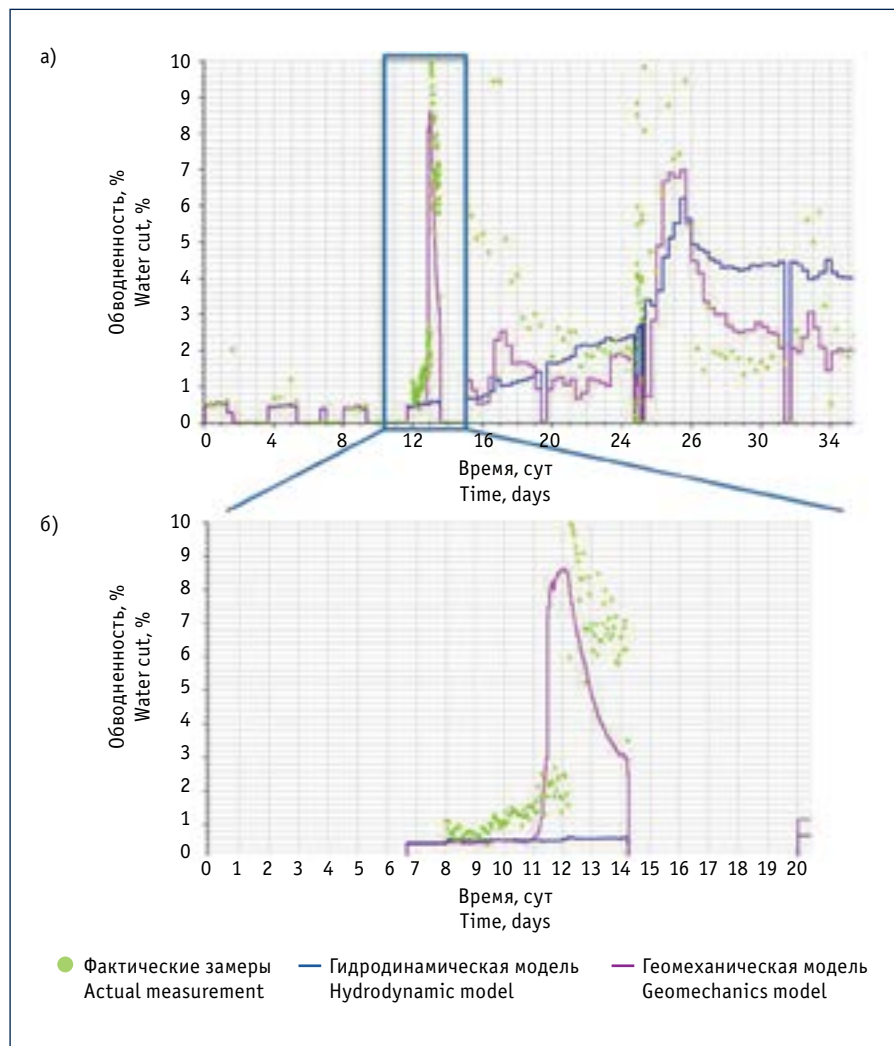 а)
10
9
8
7
6
5
4
3
2
1
0
Обводненность, %
Water cut, %
0 4 8 12 16 20 24 26 30 34
Время, сут
Time, days
б)
10
9
8
7
6
5
4
3
2
1
0
Обводненность, %
Water cut, %
0 1 2 3 4 5 6 7 9 10 11 12 13 14 15 16 17 18 19 20
Время, сут
Time, days
Фактические замеры
Actual measurement
Гидродинамическая модель
Hydrodynamic model
Геомеханическая модель
Geomechanics model